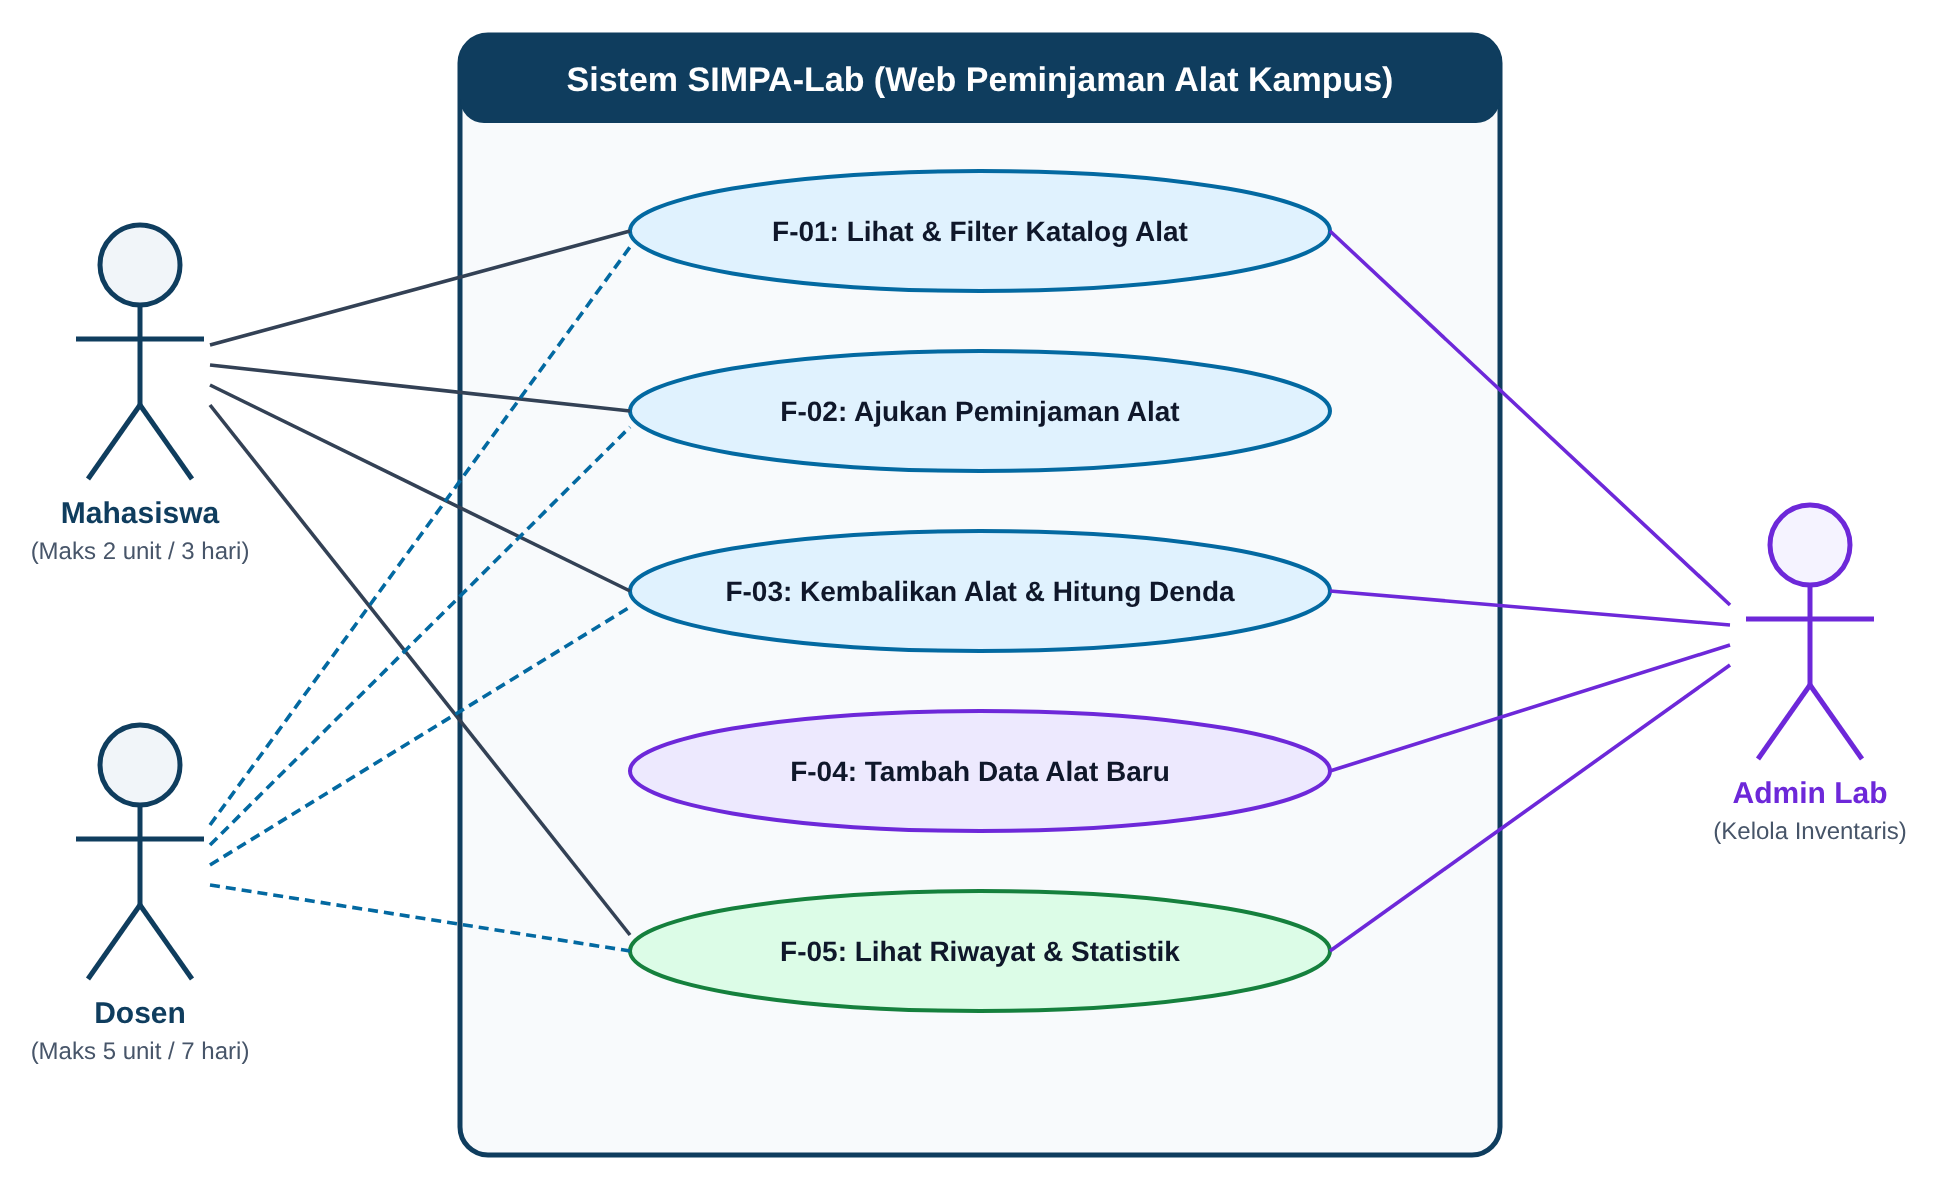 Sistem SIMPA-Lab (Web Peminjaman Alat Kampus)
F-01: Lihat & Filter Katalog Alat
F-02: Ajukan Peminjaman Alat
F-03: Kembalikan Alat & Hitung Denda
F-04: Tambah Data Alat Baru
F-05: Lihat Riwayat & Statistik
Mahasiswa
(Maks 2 unit / 3 hari)
Dosen
(Maks 5 unit / 7 hari)
Admin Lab
(Kelola Inventaris)